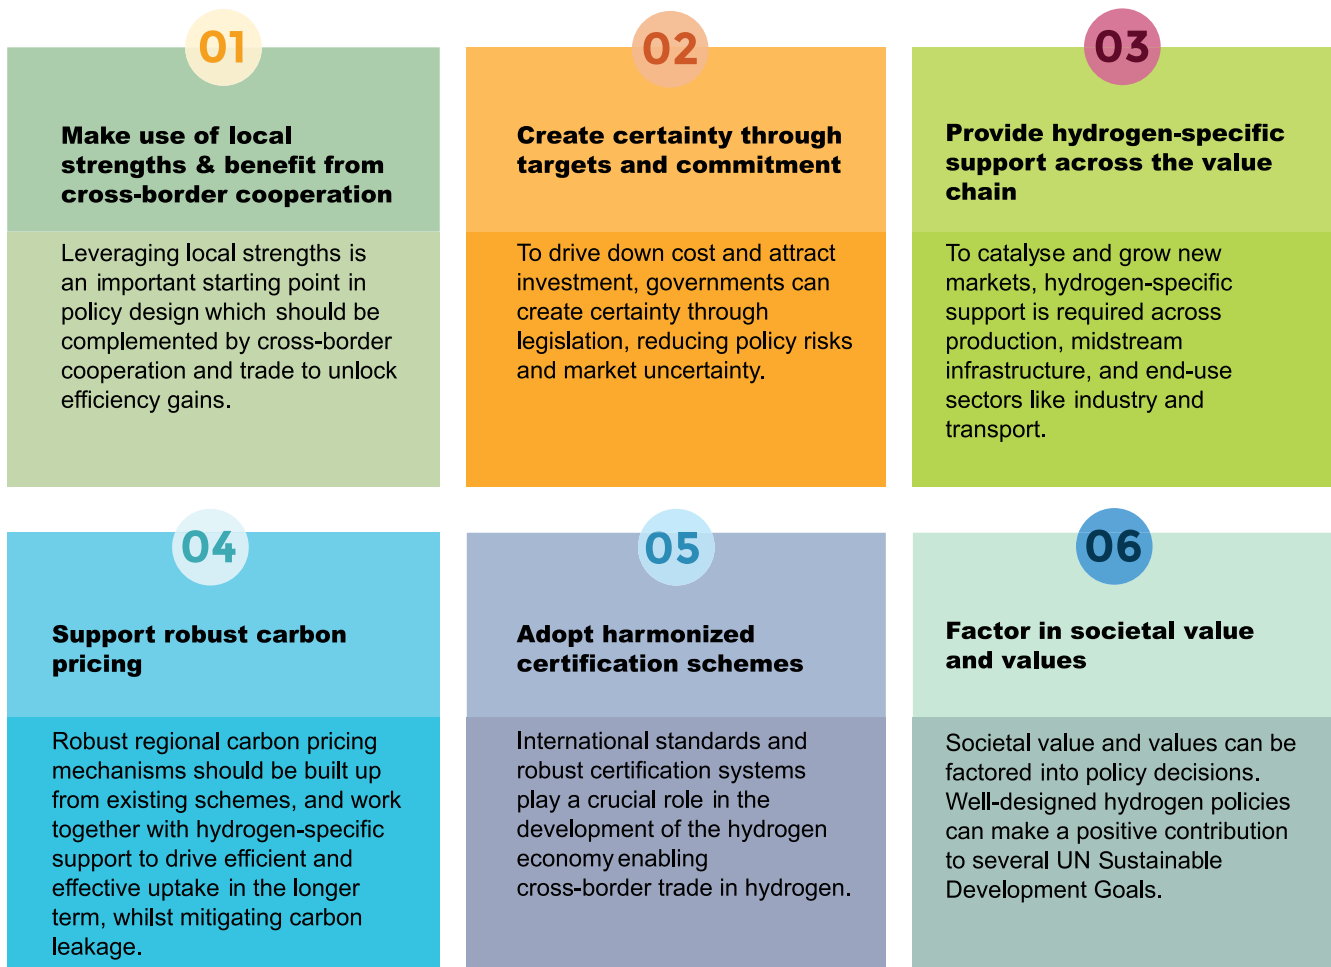 01
Make use of local
strengths & benefit from
cross-border cooperation
Leveraging local strengths is
an important starting point in
policy design which should be
complemented by cross-border
cooperation and trade to unlock
efficiency gains.
02
Create certainty through
targets and commitment
To drive down cost and attract
investment, governments can
create certainty through
legislation, reducing policy risks
and market uncertainty.
03
Provide hydrogen-specific
support across the value
chain
To catalyse and grow new
markets, hydrogen-specific
support is required across
production, midstream
infrastructure, and end-use
sectors like industry and
transport.
04
Support robust carbon
pricing
Robust regional carbon pricing
mechanisms should be built up
from existing schemes, and work
together with hydrogen-specific
support to drive efficient and
effective uptake in the longer
term, whilst mitigating carbon
leakage.
05
Adopt harmonized
certification schemes
International standards and
robust certification systems
play a crucial role in the
development of the hydrogen
economy enabling
cross-border trade in hydrogen.
06
Factor in societal value
and values
Societal value and values can be
factored into policy decisions.
Well-designed hydrogen policies
can make a positive contribution
to several UN Sustainable
Development Goals.